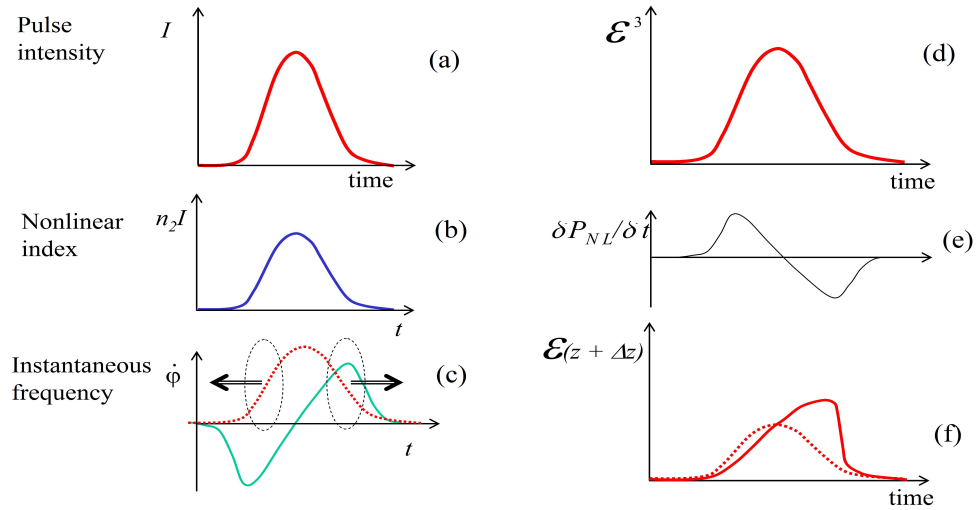 Pulse
intensity
I
(a)
time
Nonlinear
index
n₂I
(b)
t
Instantaneous
frequency
φ̇
(c)
t
ℰ³
(d)
time
δP_NL/δt
(e)
ℰ(z + Δz)
(f)
time